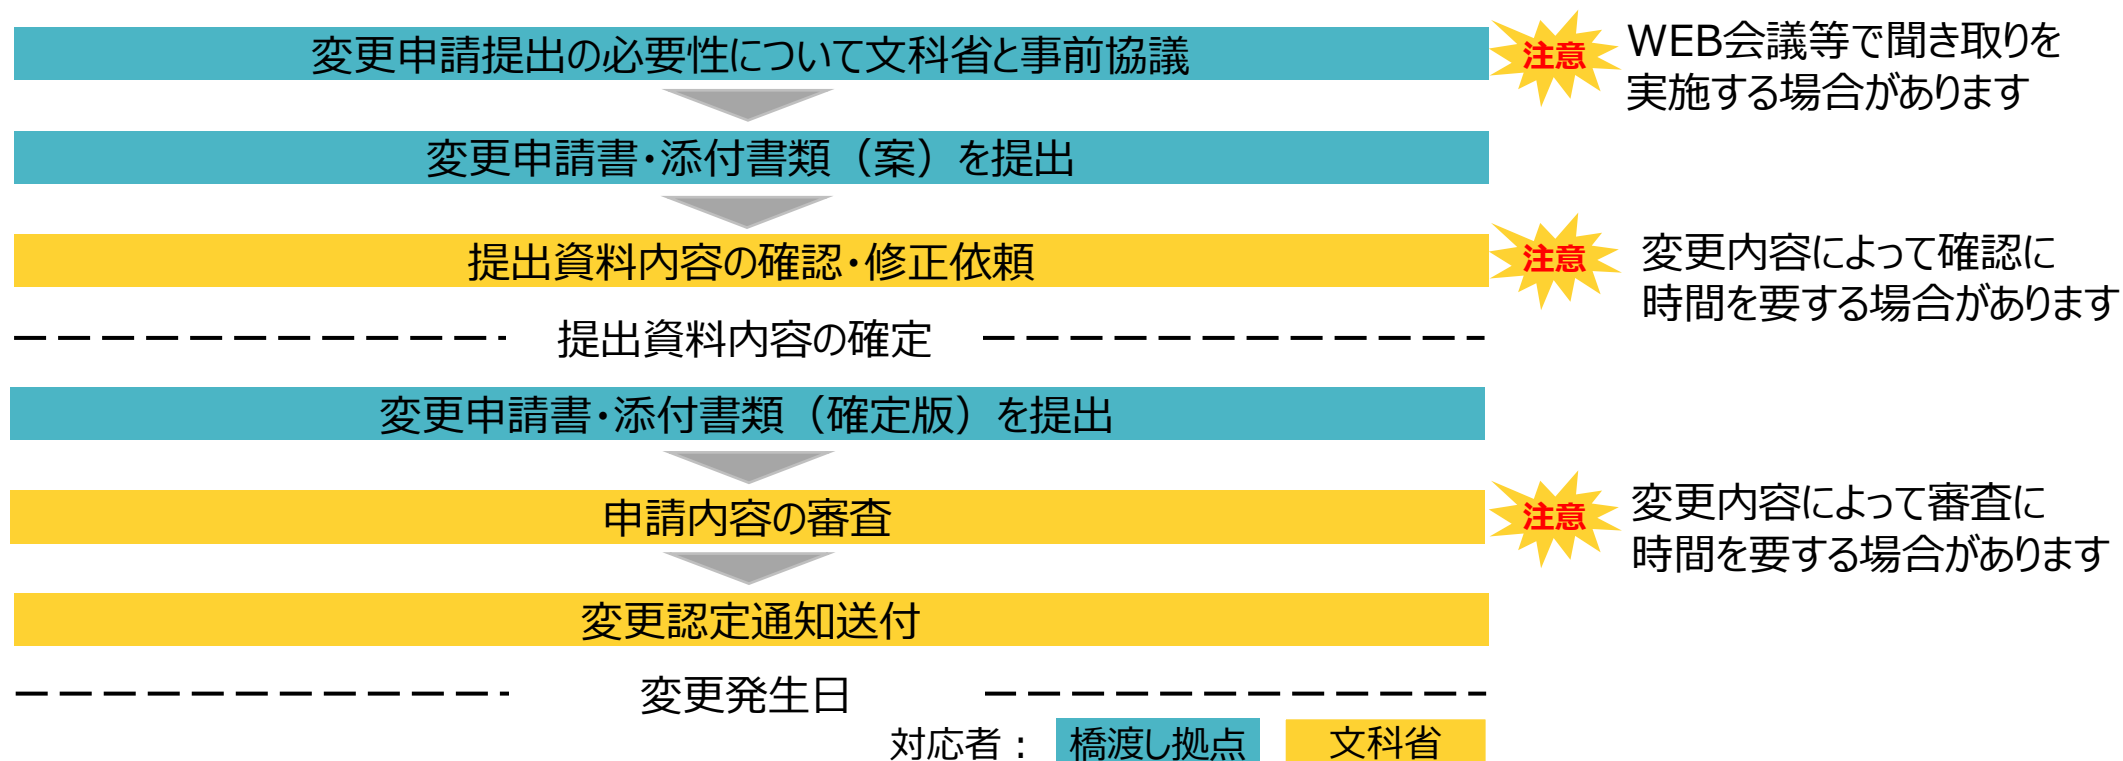 変更申請提出の必要性について文科省と事前協議
注意
WEB会議等で聞き取りを
実施する場合があります
変更申請書・添付書類（案）を提出
提出資料内容の確認・修正依頼
注意
変更内容によって確認に
時間を要する場合があります
提出資料内容の確定
変更申請書・添付書類（確定版）を提出
申請内容の審査
注意
変更内容によって審査に
時間を要する場合があります
変更認定通知送付
変更発生日
対応者： 橋渡し拠点 文科省